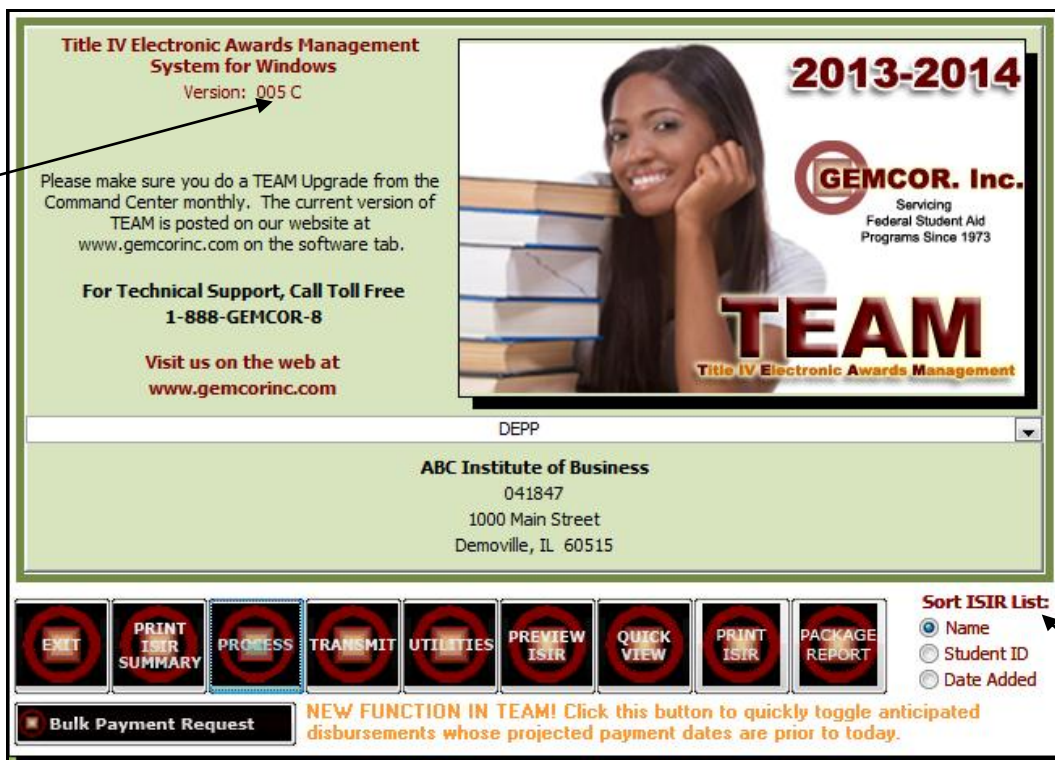 Title IV Electronic Awards Management
System for Windows
Version: 005 C
Please make sure you do a TEAM Upgrade from the
Command Center monthly. The current version of
TEAM is posted on our website at
www.gemcorinc.com on the software tab.
For Technical Support, Call Toll Free
1-888-GEMCOR-8
Visit us on the web at
www.gemcorinc.com
2013-2014
GEMCOR. Inc.
Servicing
Federal Student Aid
Programs Since 1973
TEAM
Title IV Electronic Awards Management
DEPP
ABC Institute of Business
041847
1000 Main Street
Demoville, IL 60515
EXIT
PRINT
ISIR
SUMMARY
PROCESS
TRANSMIT
UTILITIES
PREVIEW
ISIR
QUICK
VIEW
PRINT
ISIR
PACKAGE
REPORT
Sort ISIR List:
Name
Student ID
Date Added
Bulk Payment Request
NEW FUNCTION IN TEAM! Click this button to quickly toggle anticipated
disbursements whose projected payment dates are prior to today.